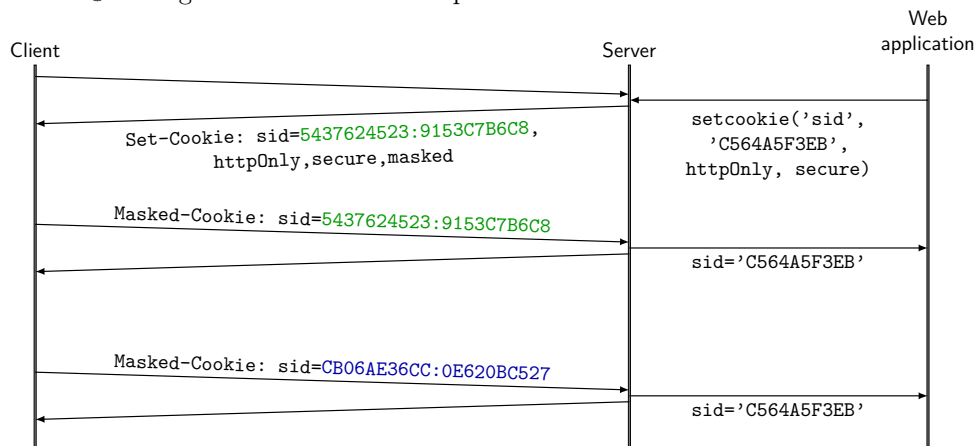 Web
Client
Server
application
setcookie('sid',
Set-Cookie: sid=5437624523:9153C7B6C8,
'C564A5F3EB',
httpOnly,secure,masked
httpOnly, secure)
Masked-Cookie: sid=5437624523:9153C7B6C8
sid='C564A5F3EB'
Masked-Cookie: sid=CB06AE36CC:0E620BC527
sid='C564A5F3EB'